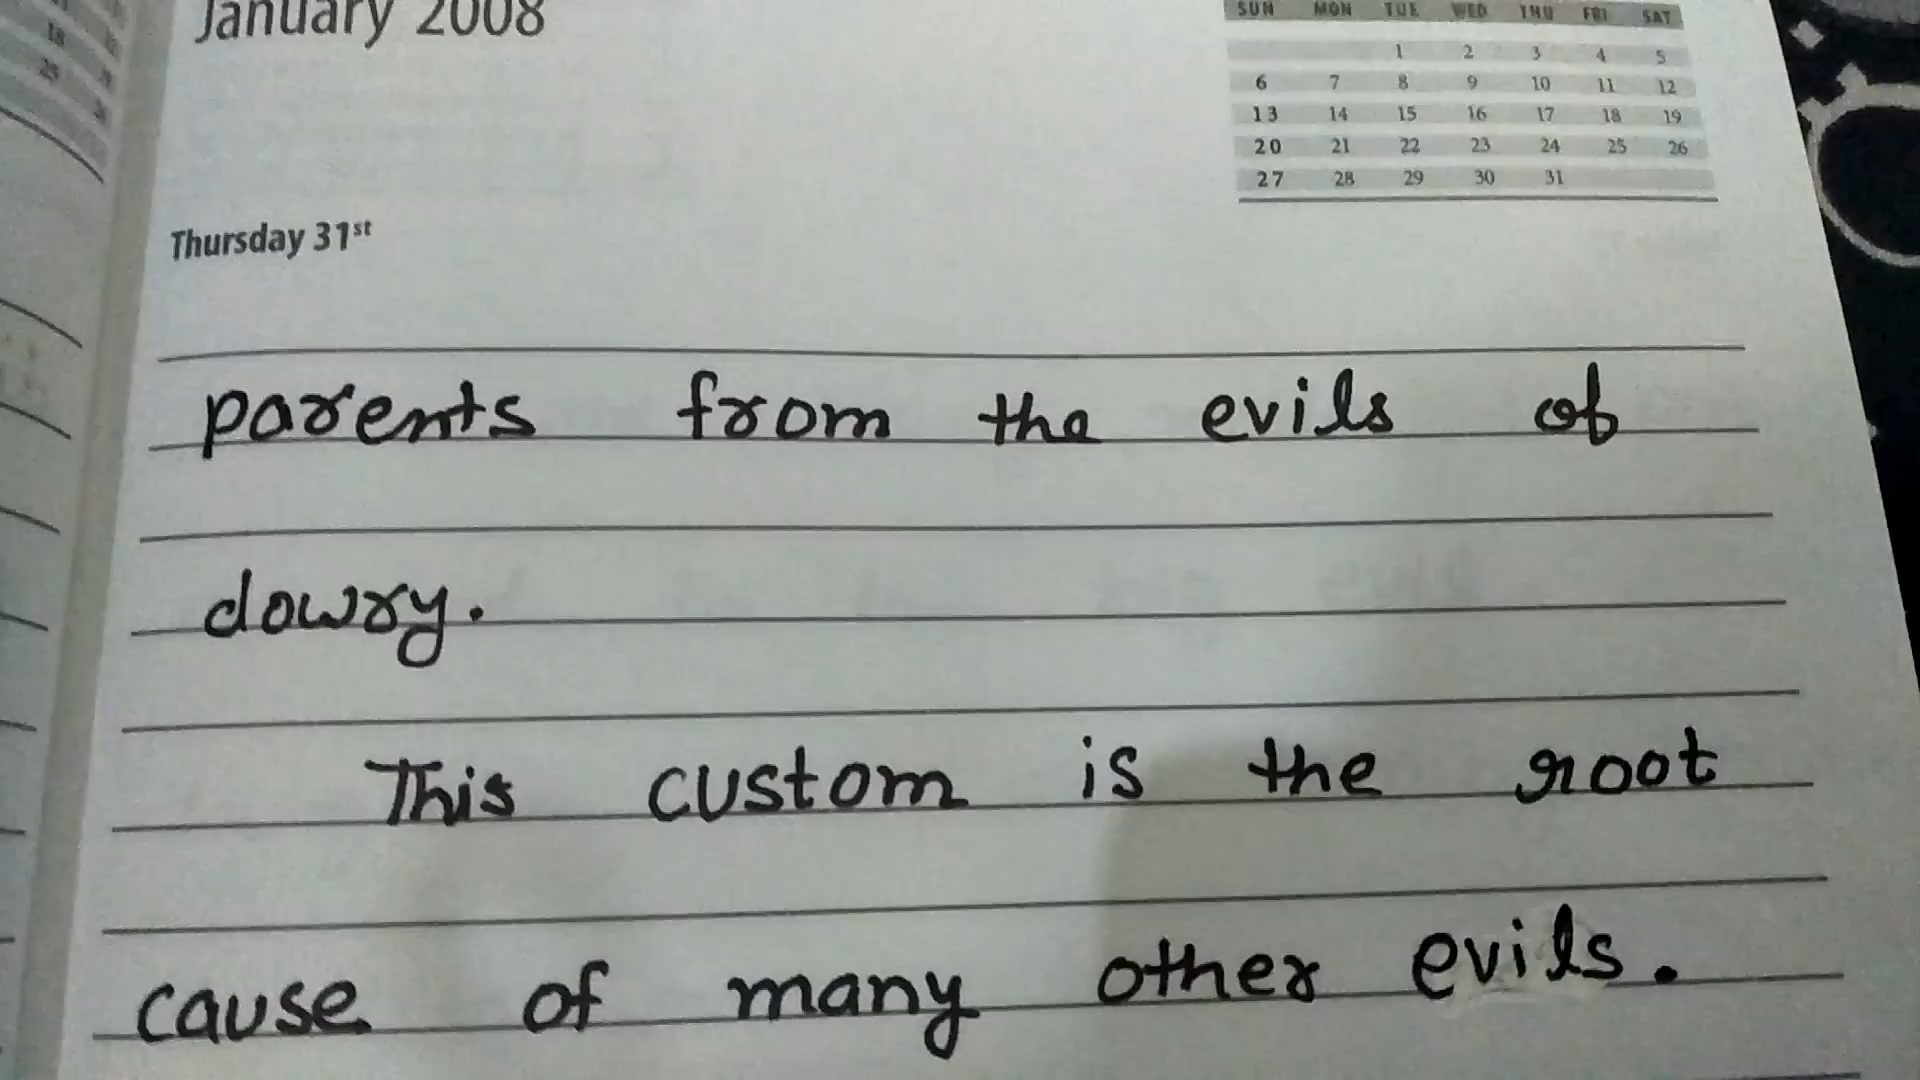 January 2008
SUN MON TUE WED THU FRI SAT
1 2 3 4 5
6 7 8 9 10 11 12
13 14 15 16 17 18 19
20 21 22 23 24 25 26
27 28 29 30 31
Thursday 31st
parents from the evils of
dowry.
This custom is the root
cause of many other evils.